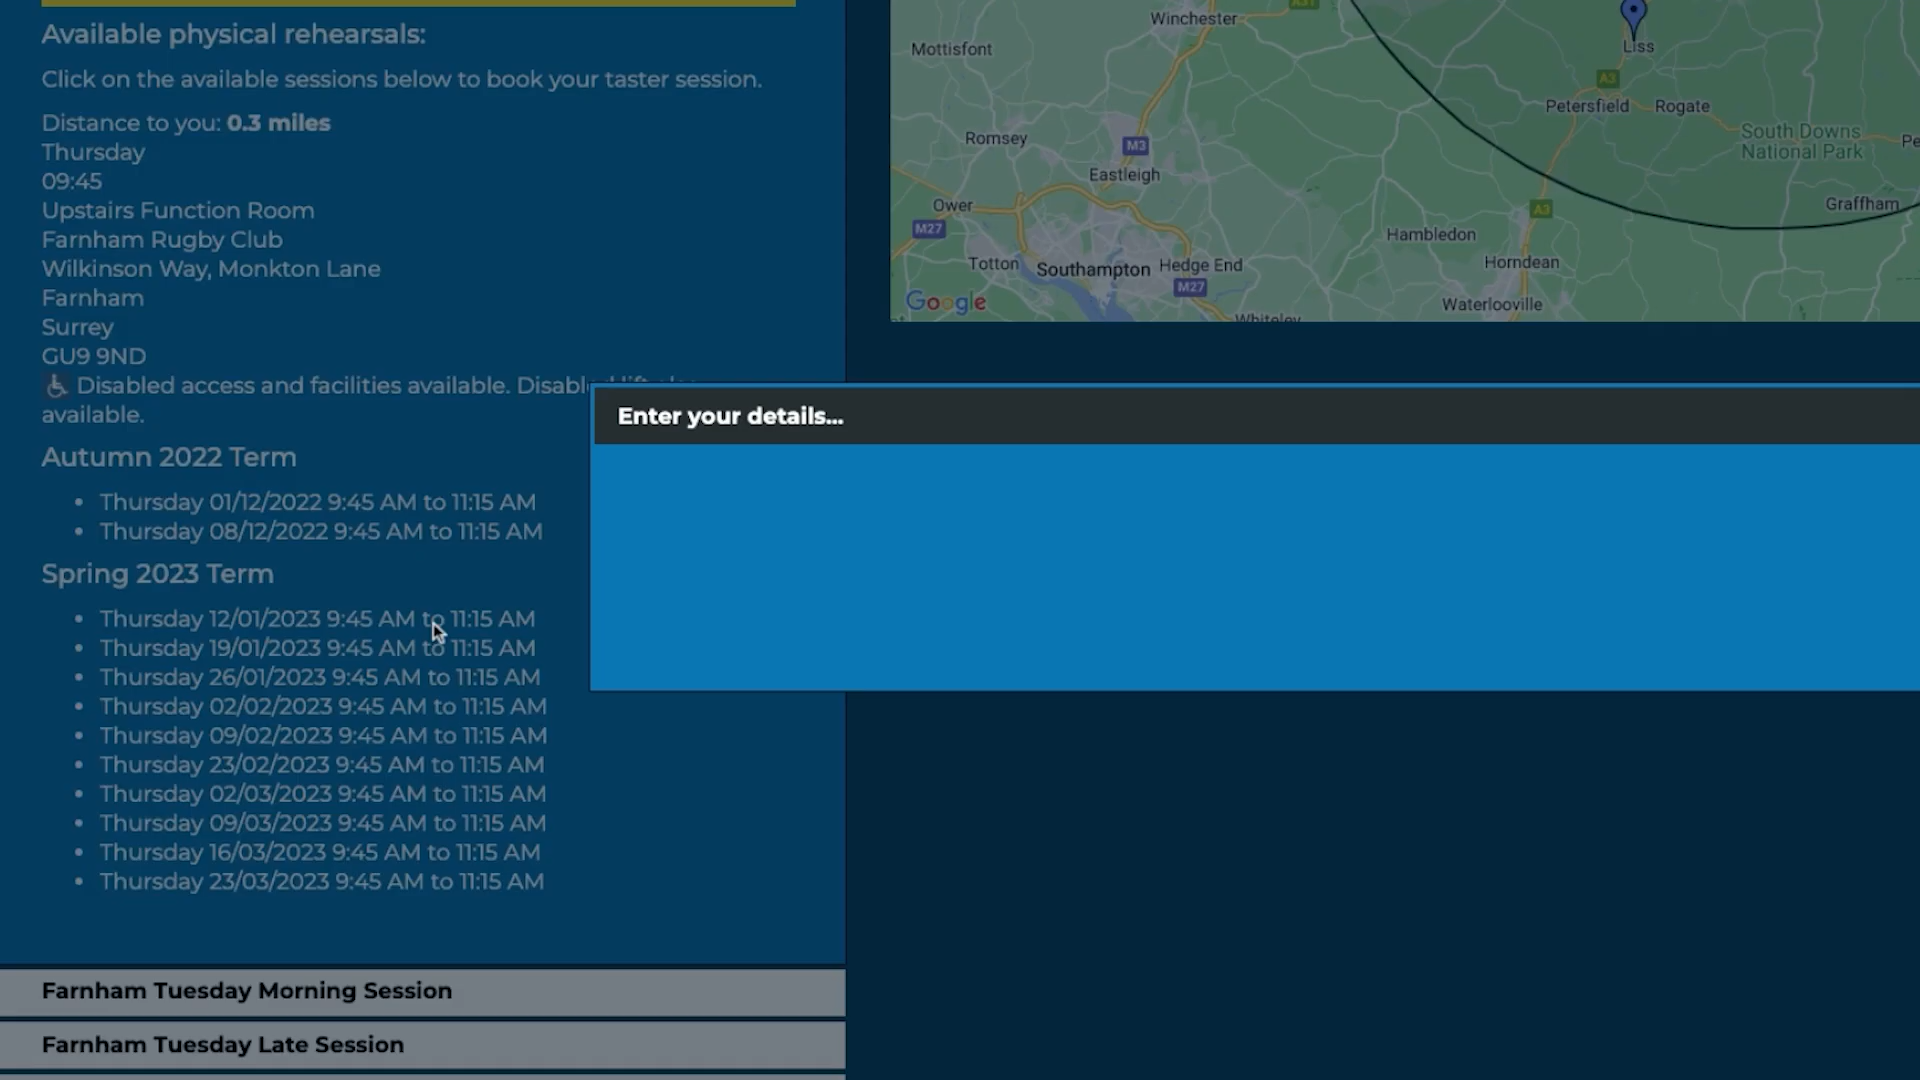 Available physical rehearsals:
Click on the available sessions below to book your taster session.
Distance to you: 0.3 miles
Thursday
09:45
Upstairs Function Room
Farnham Rugby Club
Wilkinson Way, Monkton Lane
Farnham
Surrey
GU9 9ND
Disabled access and facilities available.
available.
Autumn 2022 Term
• Thursday 01/12/2022 9:45 AM to 11:15 AM
• Thursday 08/12/2022 9:45 AM to 11:15 AM
Spring 2023 Term
• Thursday 12/01/2023 9:45 AM to 11:15 AM
• Thursday 19/01/2023 9:45 AM to 11:15 AM
• Thursday 26/01/2023 9:45 AM to 11:15 AM
• Thursday 02/02/2023 9:45 AM to 11:15 AM
• Thursday 09/02/2023 9:45 AM to 11:15 AM
• Thursday 23/02/2023 9:45 AM to 11:15 AM
• Thursday 02/03/2023 9:45 AM to 11:15 AM
• Thursday 09/03/2023 9:45 AM to 11:15 AM
• Thursday 16/03/2023 9:45 AM to 11:15 AM
• Thursday 23/03/2023 9:45 AM to 11:15 AM
Farnham Tuesday Morning Session
Farnham Tuesday Late Session
Enter your details...
Winchester
A31
Mottisfont
Liss
A3
Petersfield
Rogate
Romsey
M3
South Downs
National Park
Eastleigh
Ower
A3
Graffham
M27
Hambledon
Totton
Southampton
Hedge End
Horndean
M27
Google
Waterlooville
Whiteley